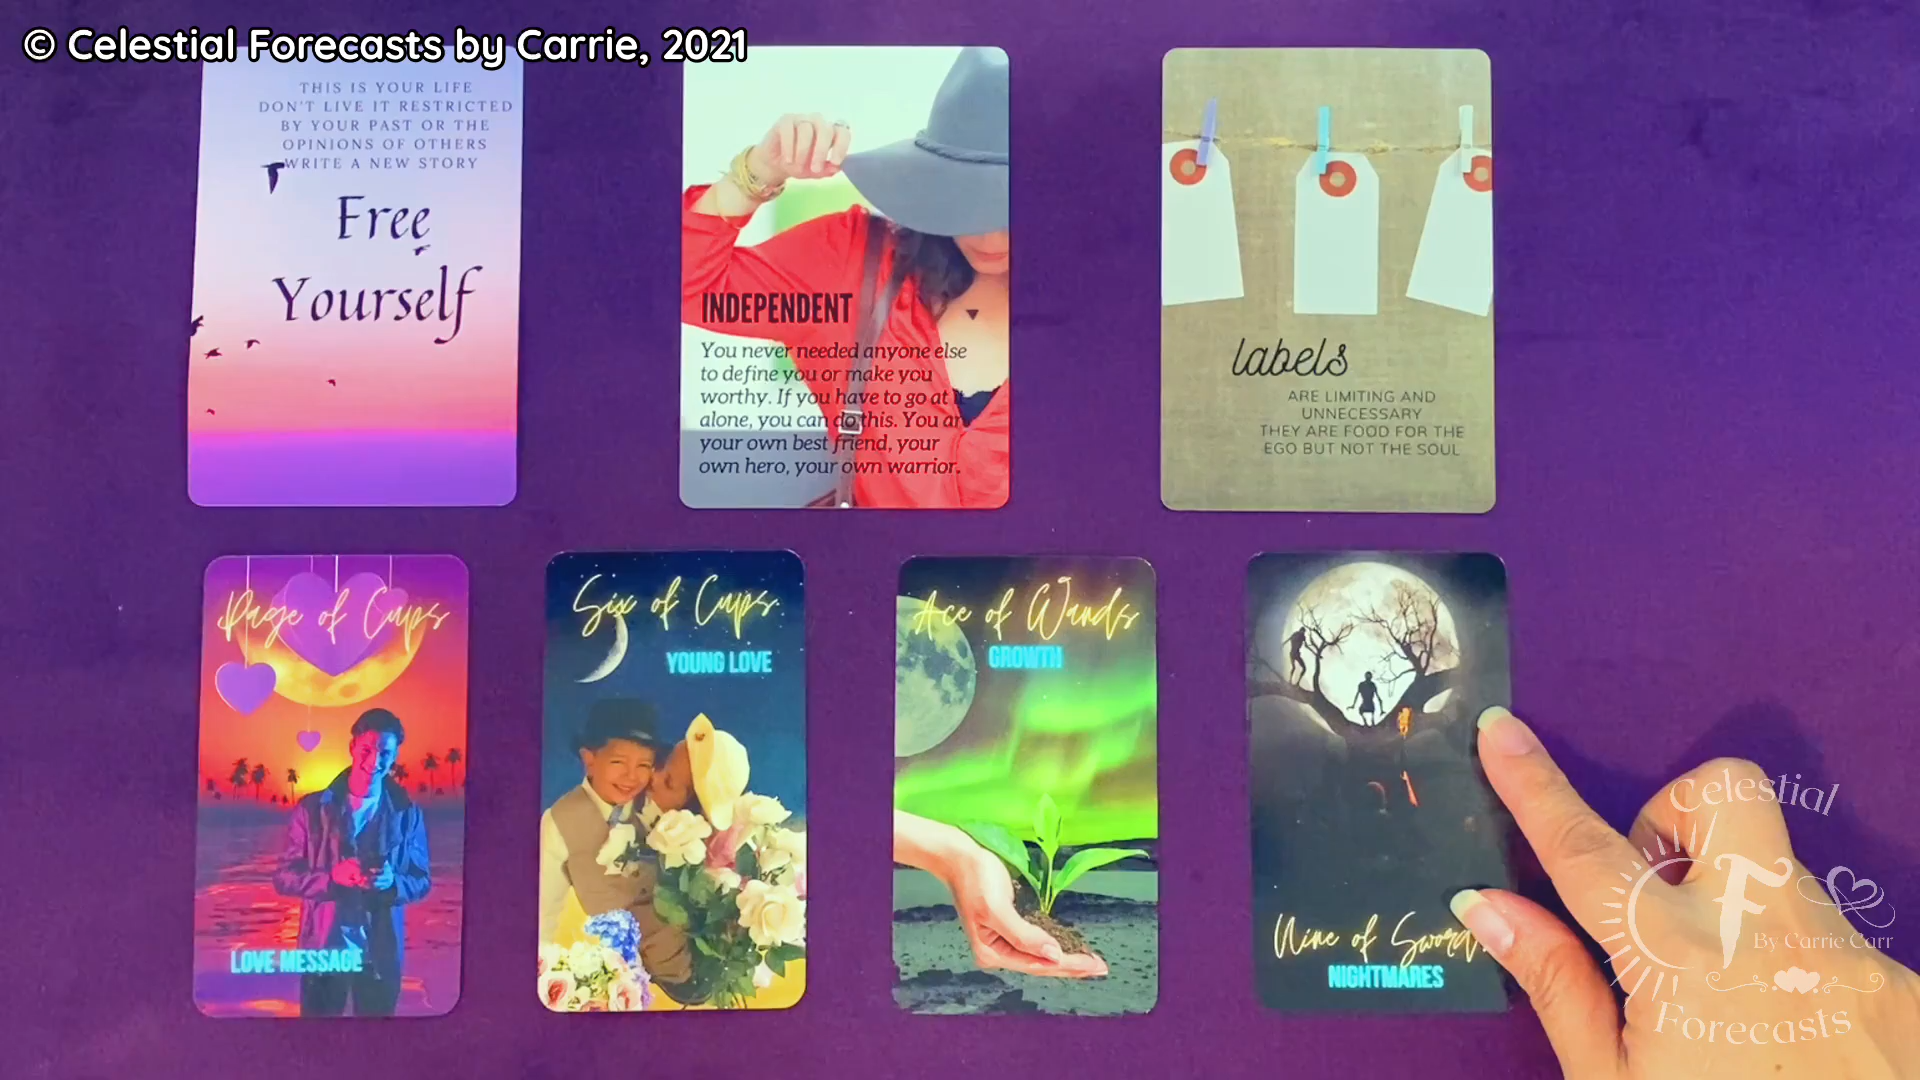 © Celestial Forecasts by Carrie, 2021
THIS IS YOUR LIFE
DON'T LIVE IT RESTRICTED
BY YOUR PAST OR THE
OPINIONS OF OTHERS
WRITE A NEW STORY
Free
Yourself
INDEPENDENT
You never needed anyone else
to define you or make you
worthy. If you have to go at it
alone, you can do this. You are
your own best friend, your
own hero, your own warrior.
labels
ARE LIMITING AND
UNNECESSARY
THEY ARE FOOD FOR THE
EGO BUT NOT THE SOUL
Page of Cups
LOVE MESSAGE
Six of Cups
YOUNG LOVE
Ace of Wands
GROWTH
Nine of Swords
NIGHTMARES
Celestial
F
By Carrie Carr
Forecasts